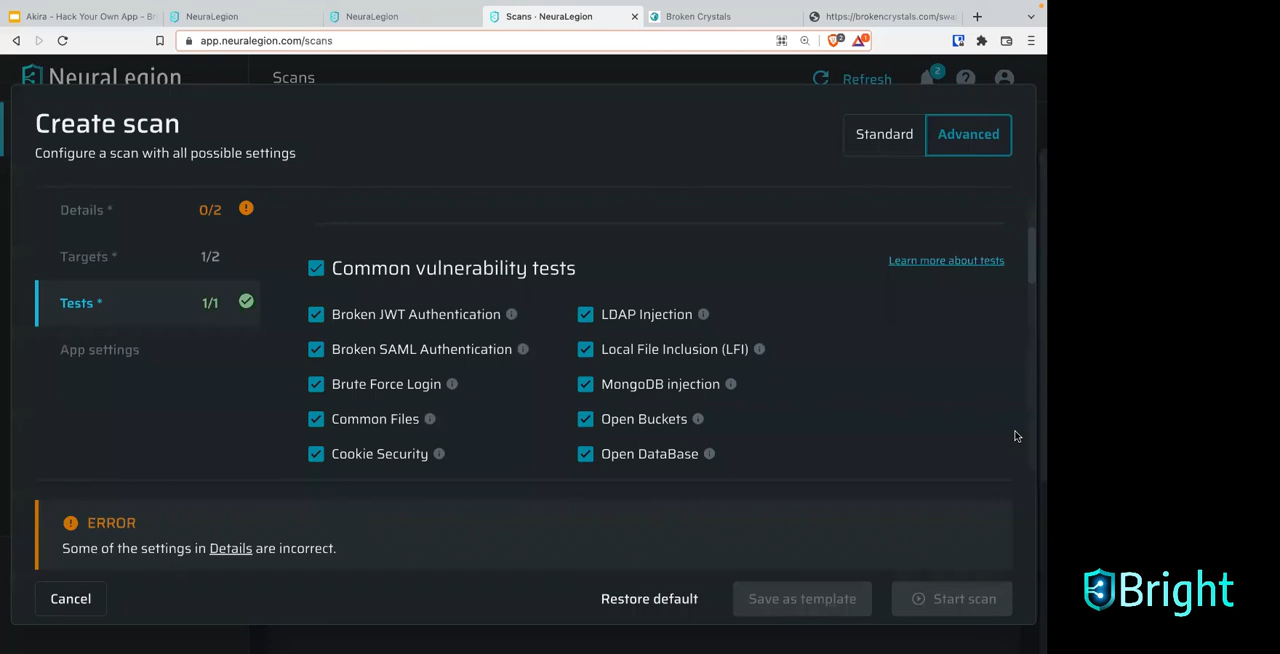 Akira - Hack Your Own App - Br
NeuraLegion
NeuraLegion
Scans · NeuraLegion
Broken Crystals
https://brokencrystals.com/swa
app.neuralegion.com/scans
2
1
NeuraLegion
Scans
Refresh
2
Create scan
Configure a scan with all possible settings
Standard
Advanced
Details *
0/2
Targets *
1/2
Tests *
1/1
App settings
Common vulnerability tests
Learn more about tests
Broken JWT Authentication
LDAP Injection
Broken SAML Authentication
Local File Inclusion (LFI)
Brute Force Login
MongoDB injection
Common Files
Open Buckets
Cookie Security
Open DataBase
ERROR
Some of the settings in Details are incorrect.
Cancel
Restore default
Save as template
Start scan
Bright